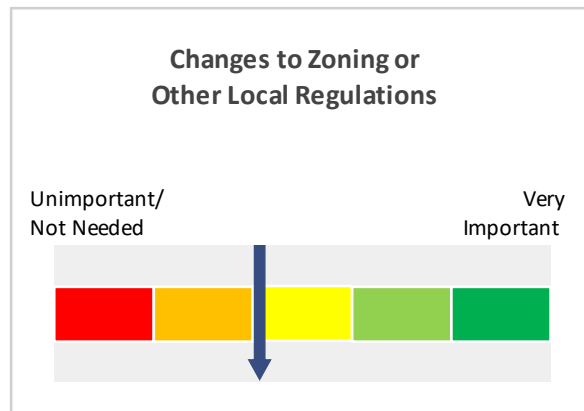 Changes to Zoning or
Other Local Regulations
Unimportant/
Not Needed
Very
Important